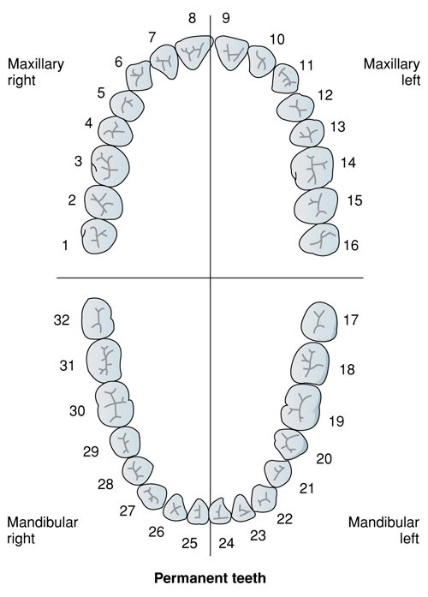 8 9
7 10
6 11
Maxillary
right
Maxillary
left
5 12
4 13
3 14
2 15
1 16
32 17
31 18
30 19
29 20
28 21
27 22
26 23
25 24
Mandibular
right
Mandibular
left
Permanent teeth